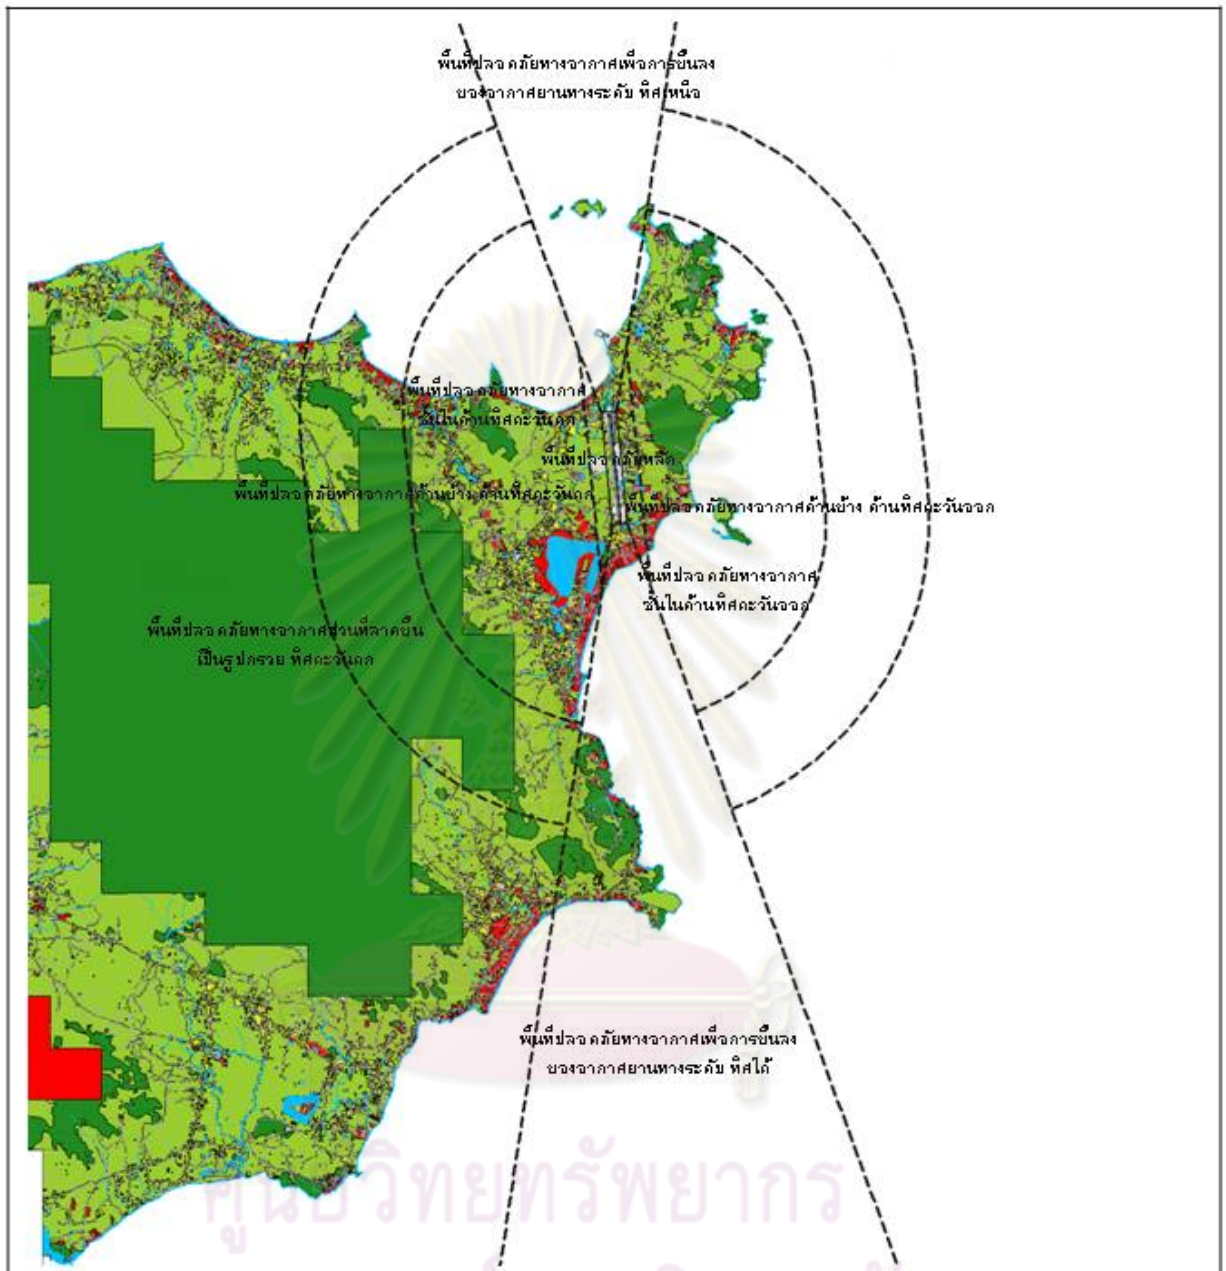 พื้นที่ปลอดภัยทางอากาศเพื่อการขึ้นลง
ของอากาศยานทางระดับ ทิศเหนือ
พื้นที่ปลอดภัยทางอากาศ
ชั้นในด้านทิศตะวันตก
พื้นที่ปลอดภัยหลัก
พื้นที่ปลอดภัยทางอากาศด้านข้าง ด้านทิศตะวันตก
พื้นที่ปลอดภัยทางอากาศด้านข้าง ด้านทิศตะวันออก
พื้นที่ปลอดภัยทางอากาศ
ชั้นในด้านทิศตะวันออก
พื้นที่ปลอดภัยทางอากาศส่วนที่ลาดขึ้น
เป็นรูปกรวย ทิศตะวันตก
พื้นที่ปลอดภัยทางอากาศเพื่อการขึ้นลง
ของอากาศยานทางระดับ ทิศใต้
ศูนย์วิทยทรัพยากร